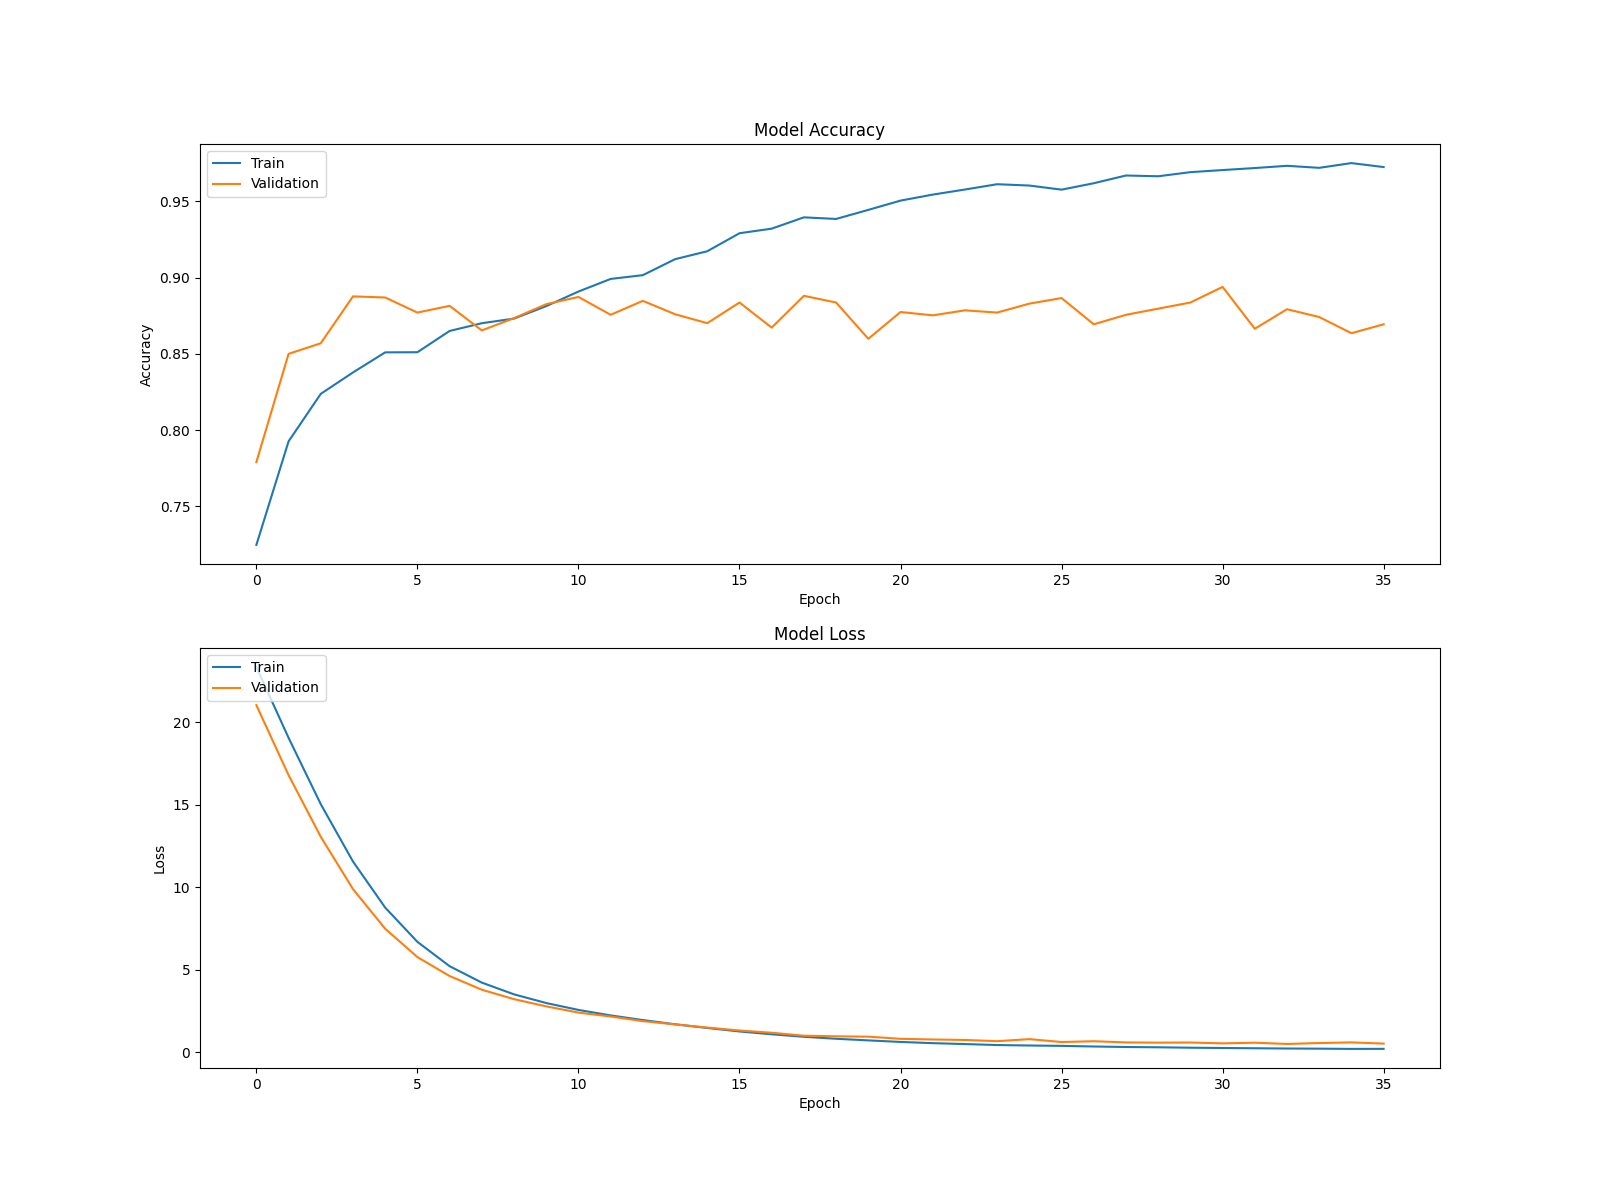 Model Accuracy
Train
Validation
0.95
0.90
0.85
0.80
0.75
Accuracy
0 5 10 15 20 25 30 35
Epoch
Model Loss
Train
Validation
20
15
10
5
0
Loss
0 5 10 15 20 25 30 35
Epoch